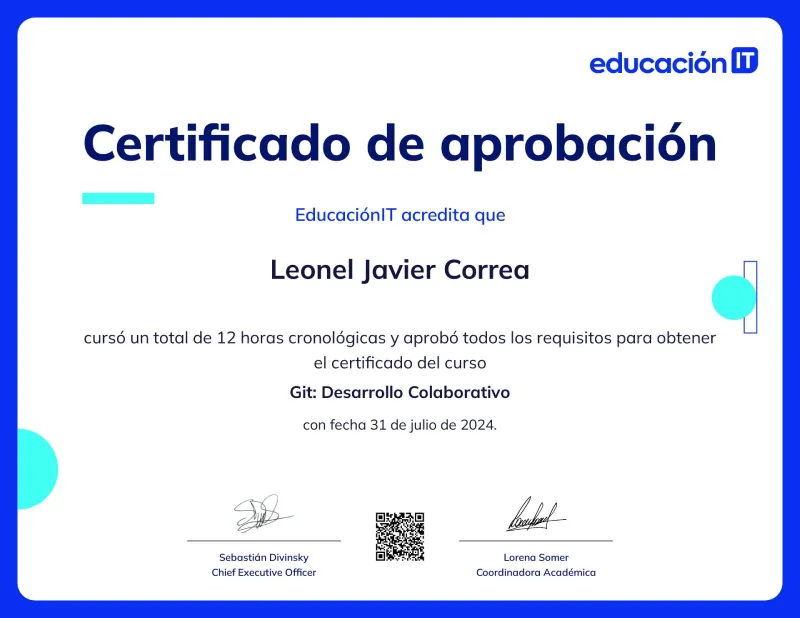 educación IT
Certificado de aprobación
EducaciónIT acredita que
Leonel Javier Correa
cursó un total de 12 horas cronológicas y aprobó todos los requisitos para obtener
el certificado del curso
Git: Desarrollo Colaborativo
con fecha 31 de julio de 2024.
Sebastián Divinsky
Chief Executive Officer
Lorena Somer
Coordinadora Académica